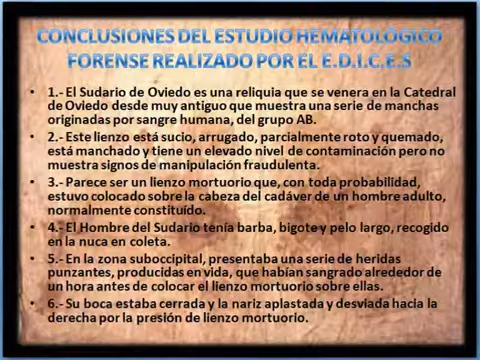 CONCLUSIONES DEL ESTUDIO HEMATOLÓGICO
FORENSE REALIZADO POR EL E.D.I.C.E.S
• 1.- El Sudario de Oviedo es una reliquia que se venera en la Catedral
de Oviedo desde muy antiguo que muestra una serie de manchas
originadas por sangre humana, del grupo AB.
• 2.- Este lienzo está sucio, arrugado, parcialmente roto y quemado,
está manchado y tiene un elevado nivel de contaminación pero no
muestra signos de manipulación fraudulenta.
• 3.- Parece ser un lienzo mortuorio que, con toda probabilidad,
estuvo colocado sobre la cabeza del cadáver de un hombre adulto,
normalmente constituído.
• 4.- El Hombre del Sudario tenía barba, bigote y pelo largo, recogido
en la nuca en coleta.
• 5.- En la zona suboccipital, presentaba una serie de heridas
punzantes, producidas en vida, que habían sangrado alrededor de
un hora antes de colocar el lienzo mortuorio sobre ellas.
• 6.- Su boca estaba cerrada y la nariz aplastada y desviada hacia la
derecha por la presión de lienzo mortuorio.